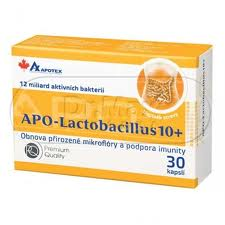 APOTEX
12 miliard aktivních bakterií
APO-Lactobacillus10+
Obnova přirozené mikroflóry a podpora imunity
Premium
Quality
30
kapslí